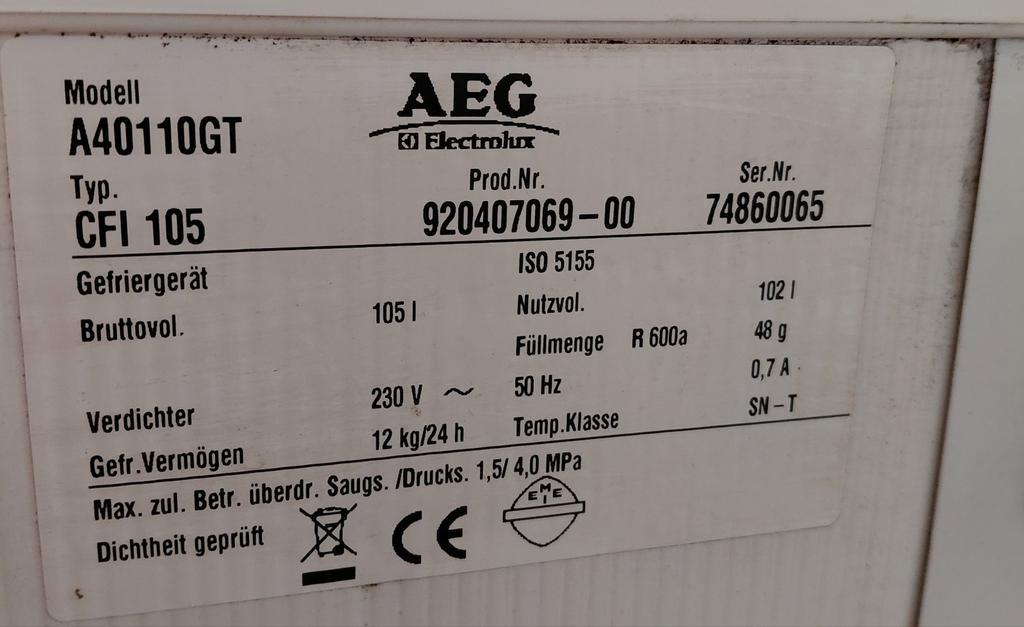 Modell
AEG
A40110GT
Electrolux
Typ. Prod.Nr. Ser.Nr.
CFI 105 920407069-00 74860065
Gefriergerät ISO 5155
Bruttovol. 105 l Nutzvol. 102 l
Füllmenge R 600a 48 g
Verdichter 230 V ~ 50 Hz 0,7 A
Gefr.Vermögen 12 kg/24 h Temp.Klasse SN-T
Max. zul. Betr. überdr. Saugs. /Drucks. 1,5/ 4,0 MPa
Dichtheit geprüft CE EMEI